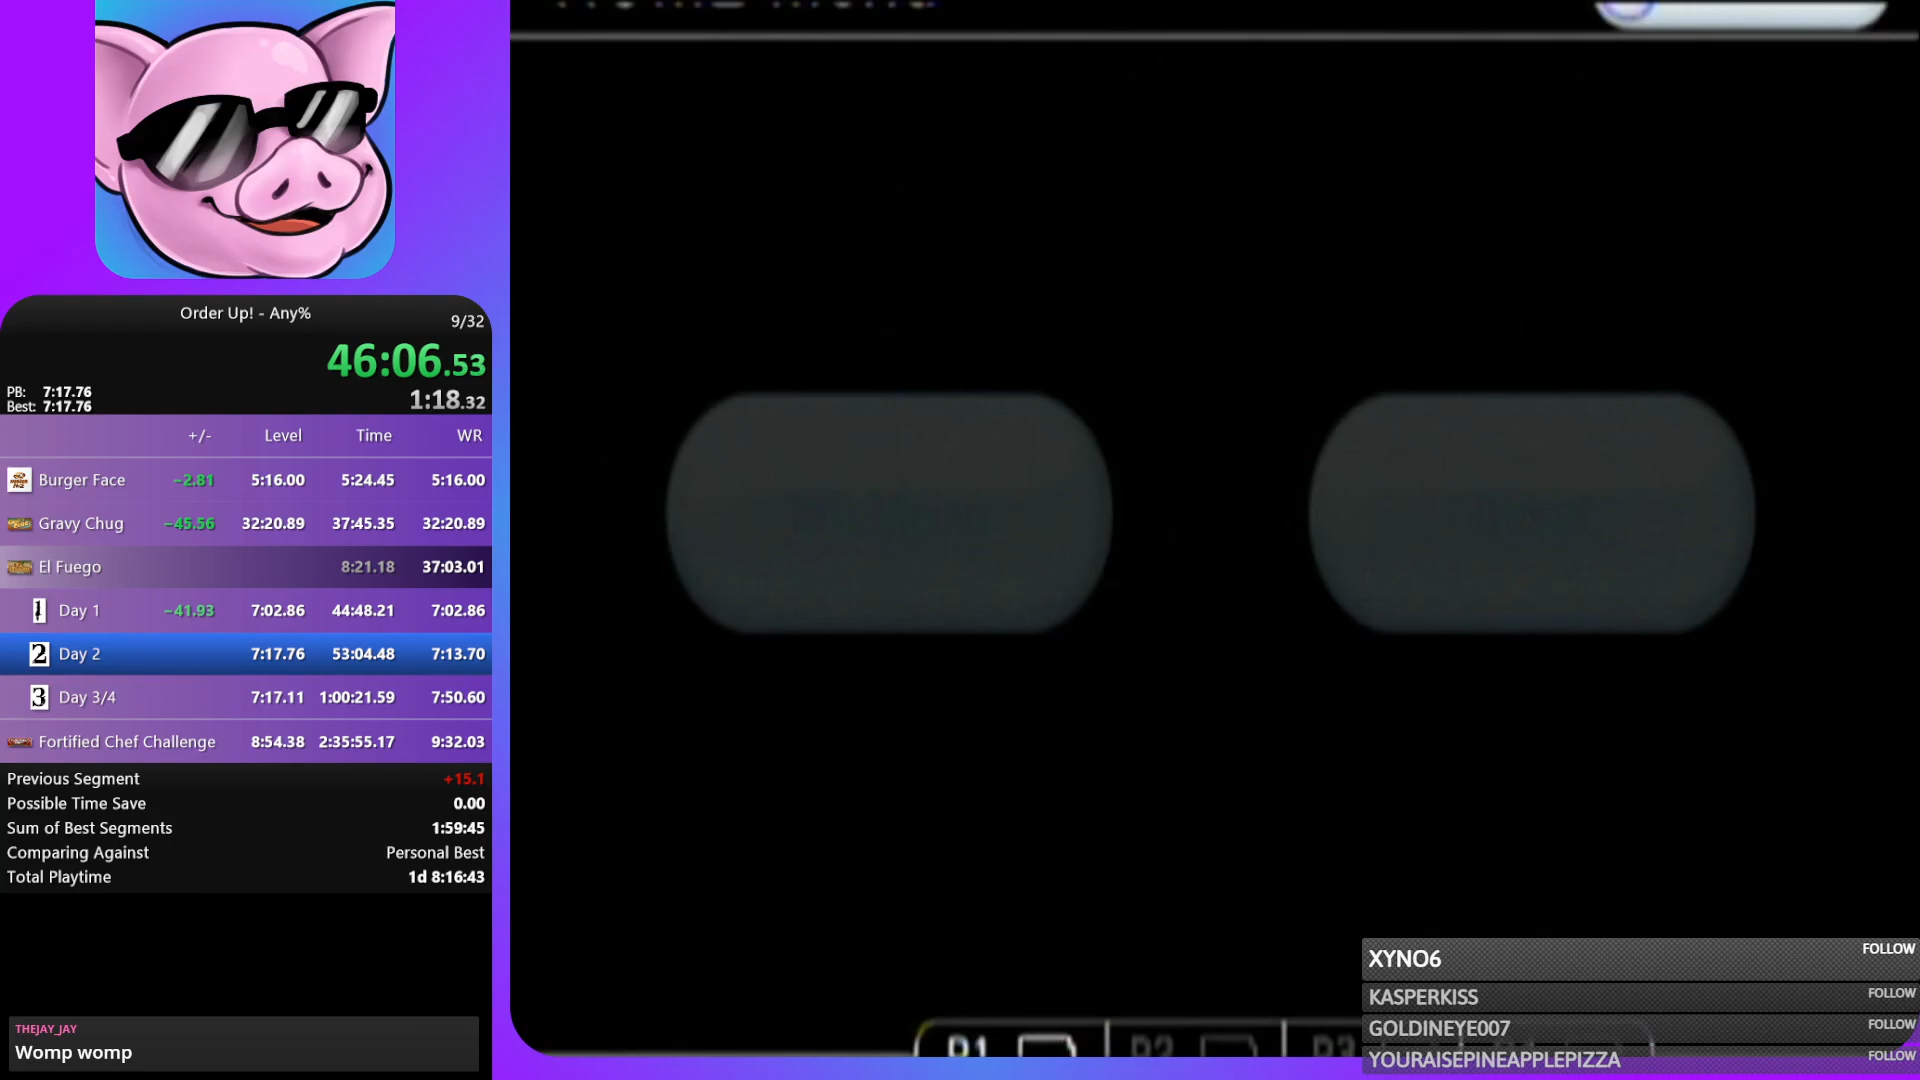 Order Up! - Any%
9/32
46:06.53
PB: 7:17.76
Best: 7:17.76
1:18.32
+/- Level Time WR
Burger Face -2.81 5:16.00 5:24.45 5:16.00
Gravy Chug -45.56 32:20.89 37:45.35 32:20.89
El Fuego 8:21.18 37:03.01
1 Day 1 -41.93 7:02.86 44:48.21 7:02.86
2 Day 2 7:17.76 53:04.48 7:13.70
3 Day 3/4 7:17.11 1:00:21.59 7:50.60
Fortified Chef Challenge 8:54.38 2:35:55.17 9:32.03
Previous Segment +15.1
Possible Time Save 0.00
Sum of Best Segments 1:59:45
Comparing Against Personal Best
Total Playtime 1d 8:16:43
THEJAY_JAY
Womp womp
P1 P2 P3
XYNO6 FOLLOW
KASPERKISS FOLLOW
GOLDINEYE007 FOLLOW
YOURAISEPINEAPPLEPIZZA FOLLOW